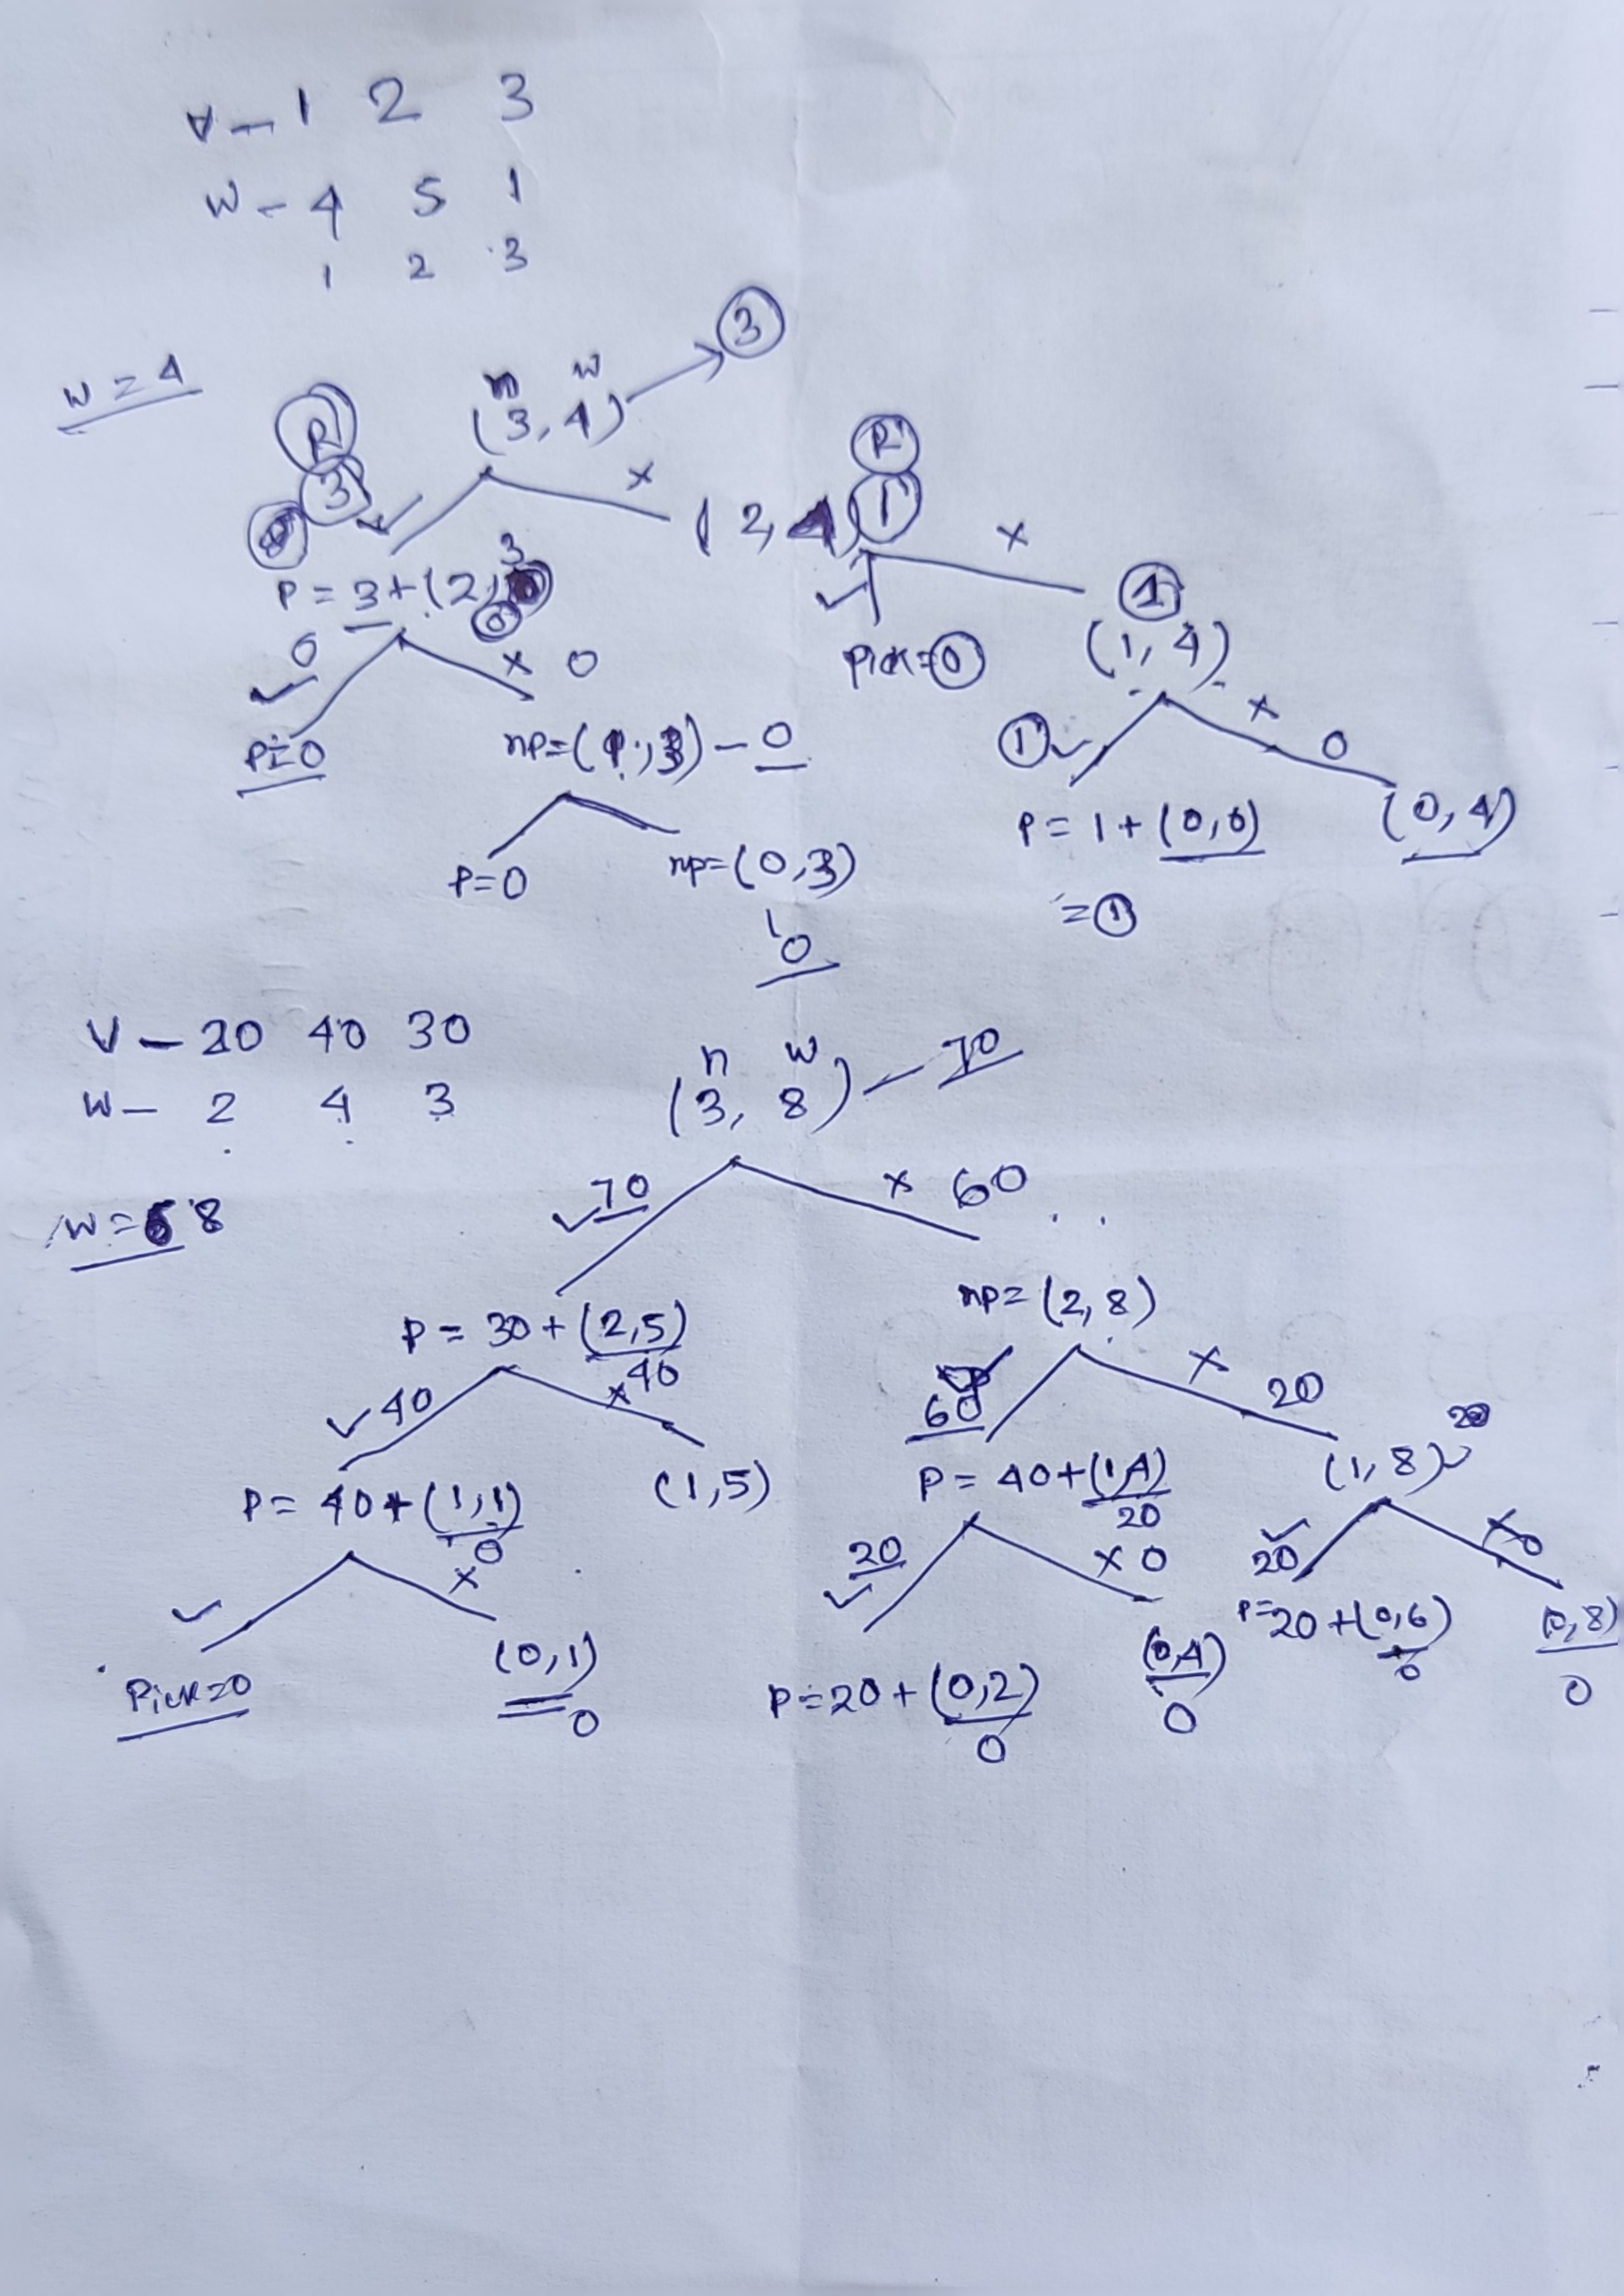 V - 1 2 3
W - 4 5 1
1 2 3
W = 4
n w
(3, 4) → 3
P
3
×
(2, 4)
P
1
×
P = 3 + (2, 3)
0
0
× 0
Pick = 0
1
(1, 4)
P = 0
np = (1, 3) - 0
1
×
0
P = 1 + (0, 0)
(0, 4)
P = 0
np = (0, 3)
= 1
0
V - 20 40 30
W - 2 4 3
n w
(3, 8) - 70
W = 8
70
× 60
P = 30 + (2,5)
40
np = (2, 8)
40
×
60
×
20
P = 40 + (1,1)
0
(1,5)
P = 40 + (1,4)
20
(1,8) 20
×
20
× 0
20
× 0
Pick = 0
(0,1)
0
P = 20 + (0,2)
0
(0,4)
0
P = 20 + (0,6)
0
(0,8)
0